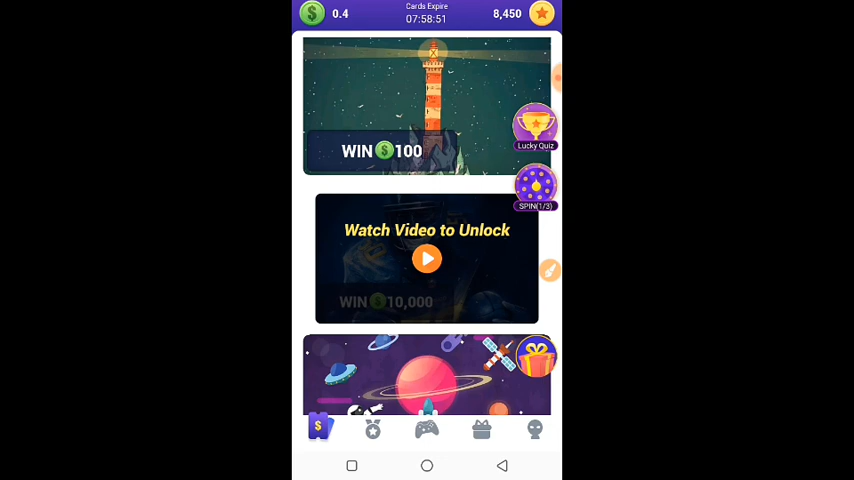 Cards Expire
$ 0.4
07:58:51
8,450
WIN $ 100
Lucky Quiz
SPIN(1/3)
Watch Video to Unlock
WIN $ 10,000
$